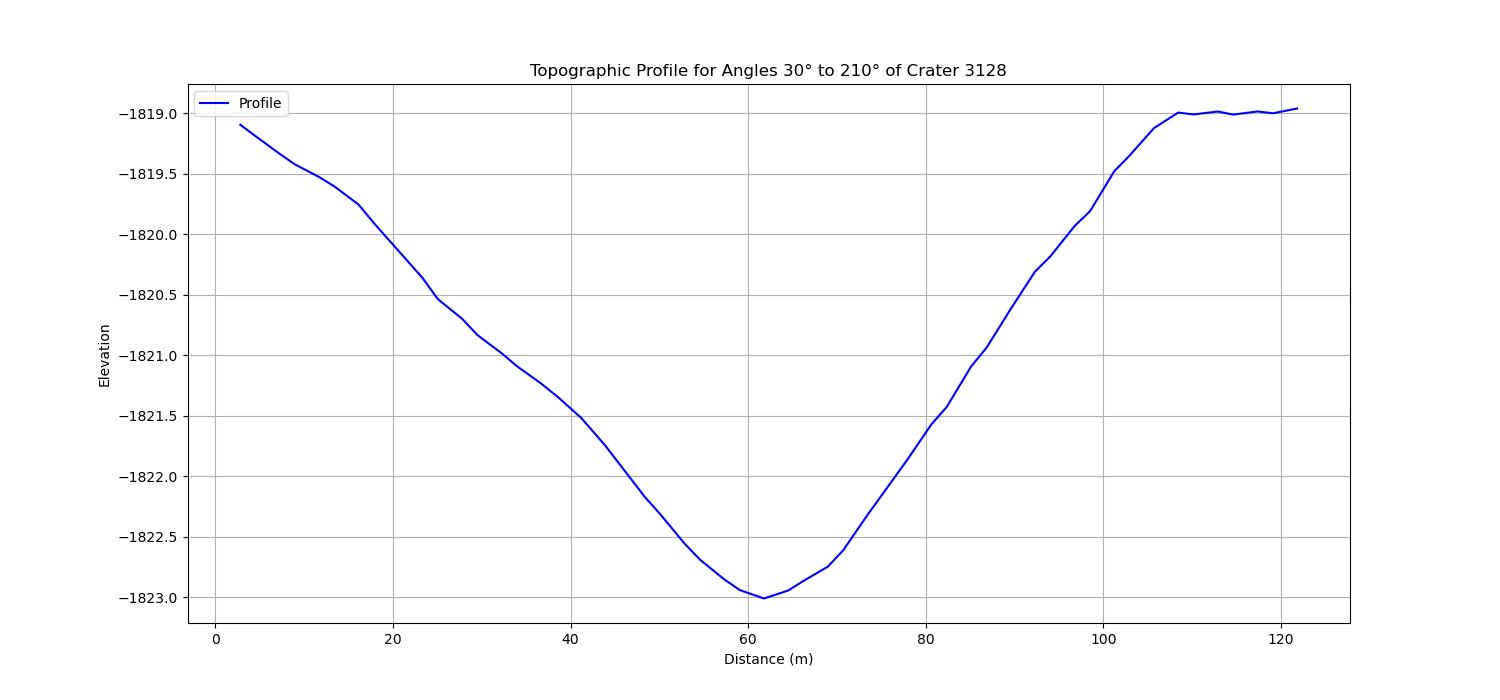 Topographic Profile for Angles 30° to 210° of Crater 3128
Profile
Elevation
−1819.0
−1819.5
−1820.0
−1820.5
−1821.0
−1821.5
−1822.0
−1822.5
−1823.0
0 20 40 60 80 100 120
Distance (m)